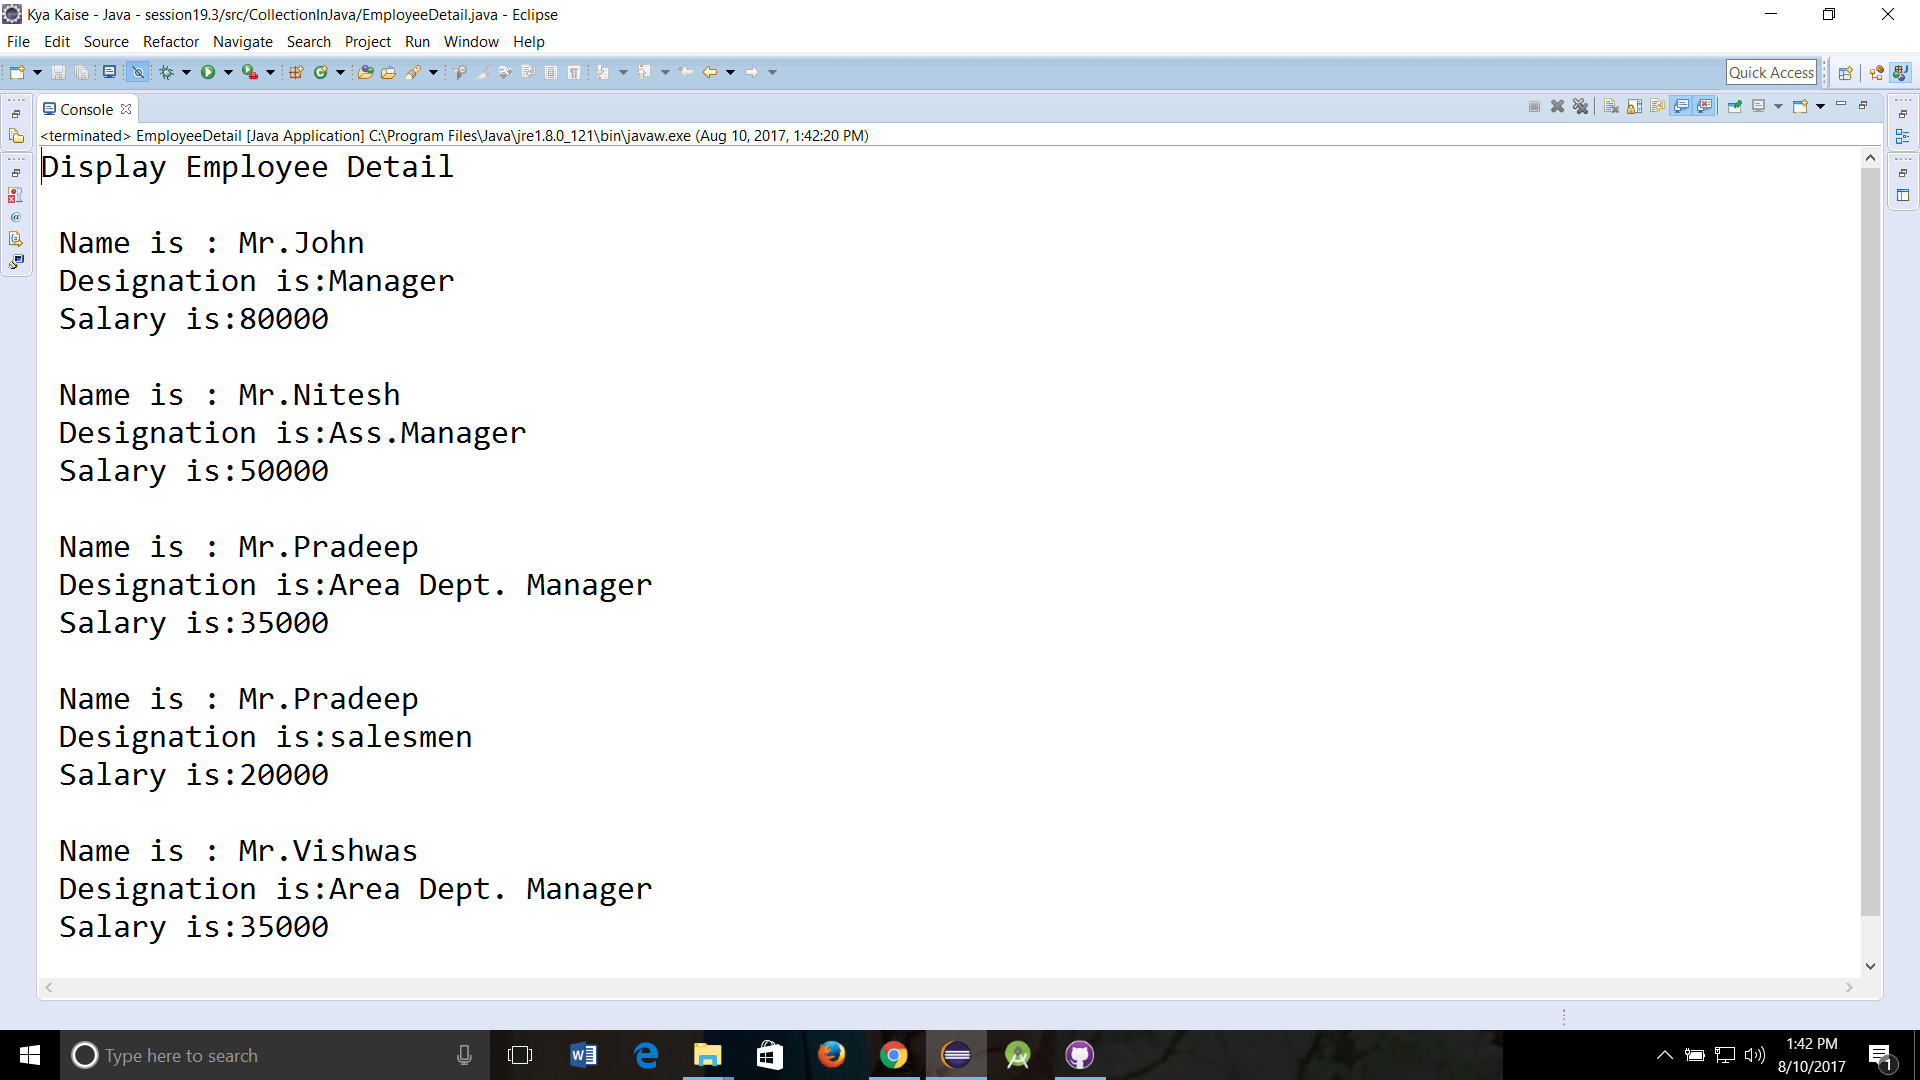 Kya Kaise - Java - session19.3/src/CollectionInJava/EmployeeDetail.java - Eclipse
File Edit Source Refactor Navigate Search Project Run Window Help
Quick Access
Console
<terminated> EmployeeDetail [Java Application] C:\Program Files\Java\jre1.8.0_121\bin\javaw.exe (Aug 10, 2017, 1:42:20 PM)
Display Employee Detail
Name is : Mr.John
Designation is:Manager
Salary is:80000
Name is : Mr.Nitesh
Designation is:Ass.Manager
Salary is:50000
Name is : Mr.Pradeep
Designation is:Area Dept. Manager
Salary is:35000
Name is : Mr.Pradeep
Designation is:salesmen
Salary is:20000
Name is : Mr.Vishwas
Designation is:Area Dept. Manager
Salary is:35000
Type here to search
1:42 PM
8/10/2017
1